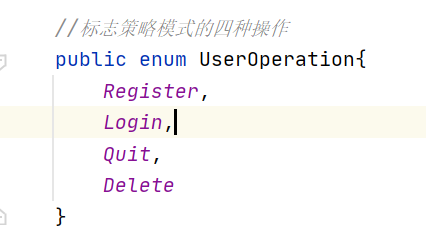 //标志策略模式的四种操作
public enum UserOperation{
Register,
Login,
Quit,
Delete
}